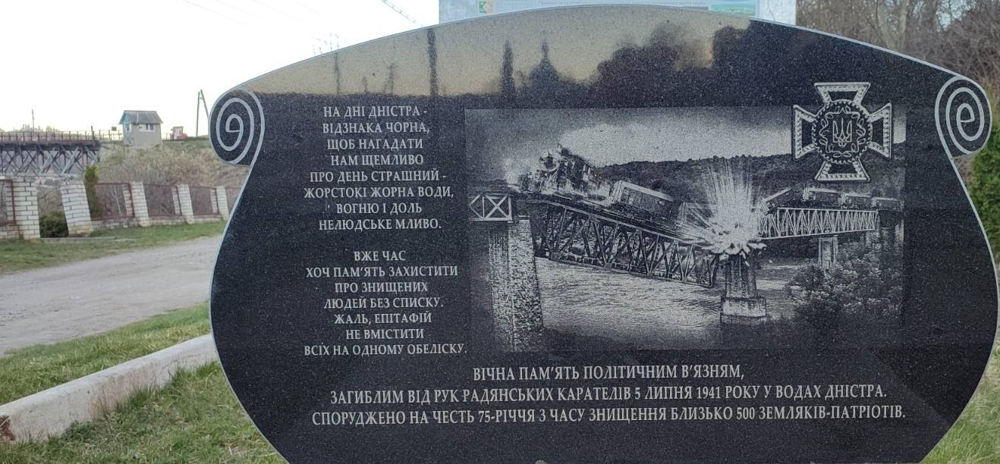 НА ДНІ ДНІСТРА -
ВІДЗНАКА ЧОРНА,
ЩОБ НАГАДАТИ
НАМ ЩЕМЛИВО
ПРО ДЕНЬ СТРАШНИЙ -
ЖОРСТОКІ ЖОРНА ВОДИ,
ВОГНЮ І ДОЛЬ
НЕЛЮДСЬКЕ МЛИВО.
ВЖЕ ЧАС
ХОЧ ПАМ'ЯТЬ ЗАХИСТИТИ
ПРО ЗНИЩЕНИХ
ЛЮДЕЙ БЕЗ СПИСКУ.
ЖАЛЬ, ЕПІТАФІЙ
НЕ ВМІСТИТИ
ВСІХ НА ОДНОМУ ОБЕЛІСКУ.
ВІЧНА ПАМ'ЯТЬ ПОЛІТИЧНИМ В'ЯЗНЯМ,
ЗАГИБЛИМ ВІД РУК РАДЯНСЬКИХ КАРАТЕЛІВ 5 ЛИПНЯ 1941 РОКУ У ВОДАХ ДНІСТРА.
СПОРУДЖЕНО НА ЧЕСТЬ 75-РІЧЧЯ З ЧАСУ ЗНИЩЕННЯ БЛИЗЬКО 500 ЗЕМЛЯКІВ-ПАТРІОТІВ.